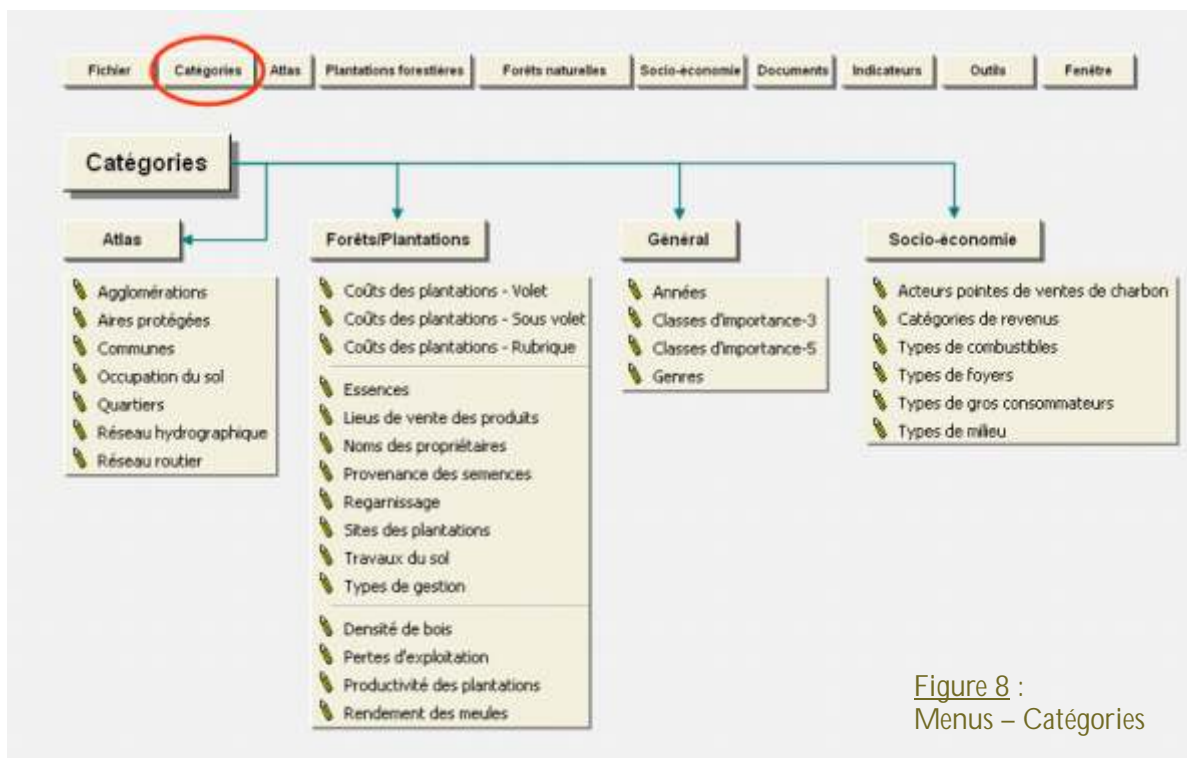 Fichier Catégories Atlas Plantations forestières Forêts naturelles Socio-économie Documents Indicateurs Outils Fenêtre
Catégories
Atlas
Agglomérations
Aires protégées
Communes
Occupation du sol
Quartiers
Réseau hydrographique
Réseau routier
Forêts/Plantations
Coûts des plantations - Volet
Coûts des plantations - Sous volet
Coûts des plantations - Rubrique
Essences
Lieus de vente des produits
Noms des propriétaires
Provenance des semences
Regarnissage
Sites des plantations
Travaux du sol
Types de gestion
Densité de bois
Pertes d'exploitation
Productivité des plantations
Rendement des meules
Général
Années
Classes d'importance-3
Classes d'importance-5
Genres
Socio-économie
Acteurs pointes de ventes de charbon
Catégories de revenus
Types de combustibles
Types de foyers
Types de gros consommateurs
Types de milieu
Figure 8 :
Menus – Catégories